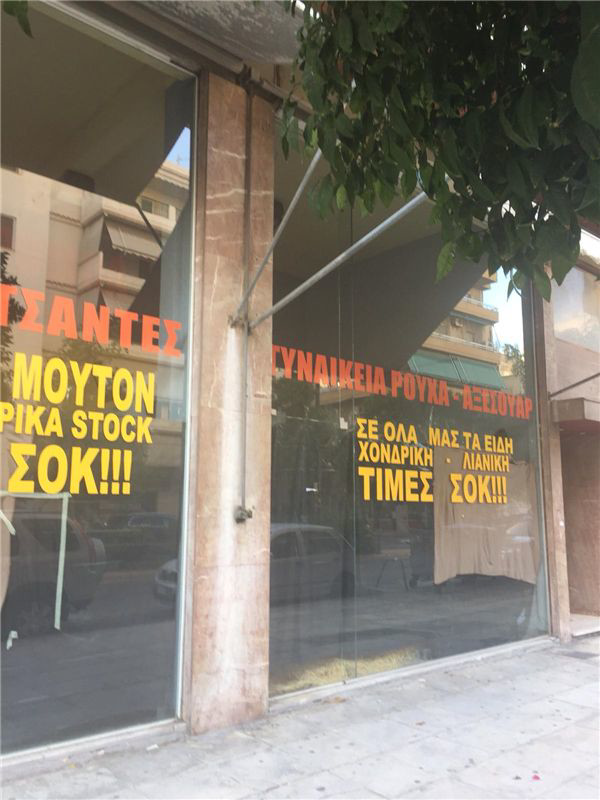 ΤΣΑΝΤΕΣ
ΜΟΥΤΟΝ
ΡΙΚΑ STOCK
ΣΟΚ!!!
ΓΥΝΑΙΚΕΙΑ ΡΟΥΧΑ - ΑΞΕΣΟΥΑΡ
ΣΕ ΟΛΑ ΜΑΣ ΤΑ ΕΙΔΗ
ΧΟΝΔΡΙΚΗ - ΛΙΑΝΙΚΗ
ΤΙΜΕΣ ΣΟΚ!!!